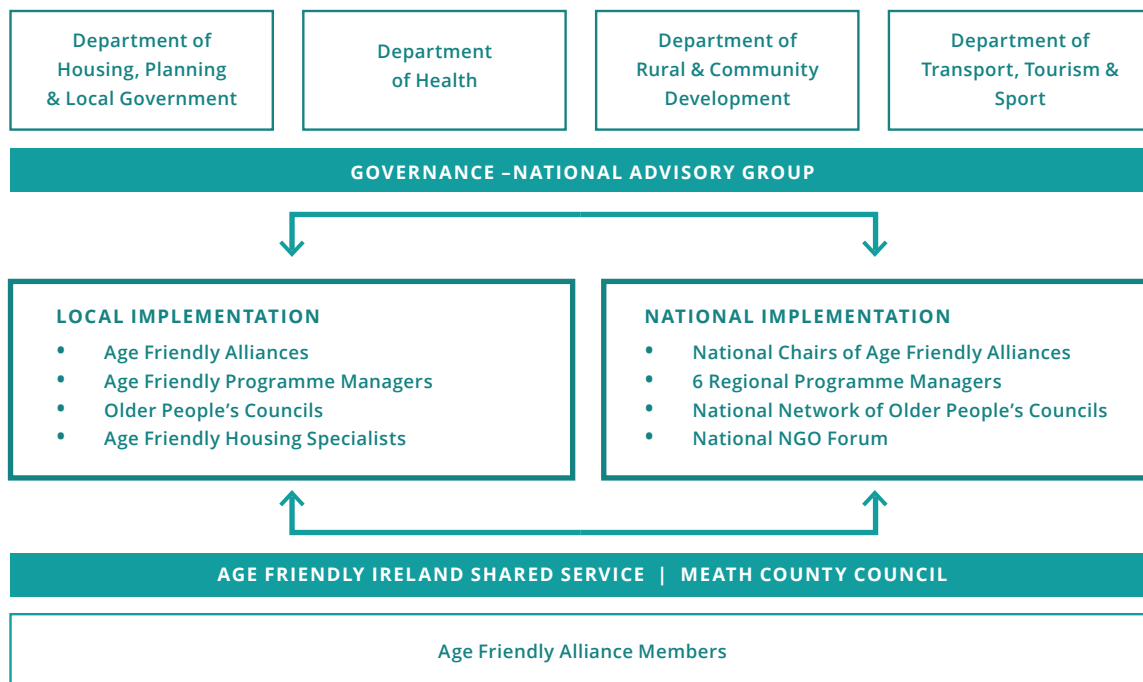 Department of
Housing, Planning
& Local Government
Department
of Health
Department of
Rural & Community
Development
Department of
Transport, Tourism &
Sport
GOVERNANCE –NATIONAL ADVISORY GROUP
LOCAL IMPLEMENTATION
• Age Friendly Alliances
• Age Friendly Programme Managers
• Older People’s Councils
• Age Friendly Housing Specialists
NATIONAL IMPLEMENTATION
• National Chairs of Age Friendly Alliances
• 6 Regional Programme Managers
• National Network of Older People’s Councils
• National NGO Forum
AGE FRIENDLY IRELAND SHARED SERVICE | MEATH COUNTY COUNCIL
Age Friendly Alliance Members